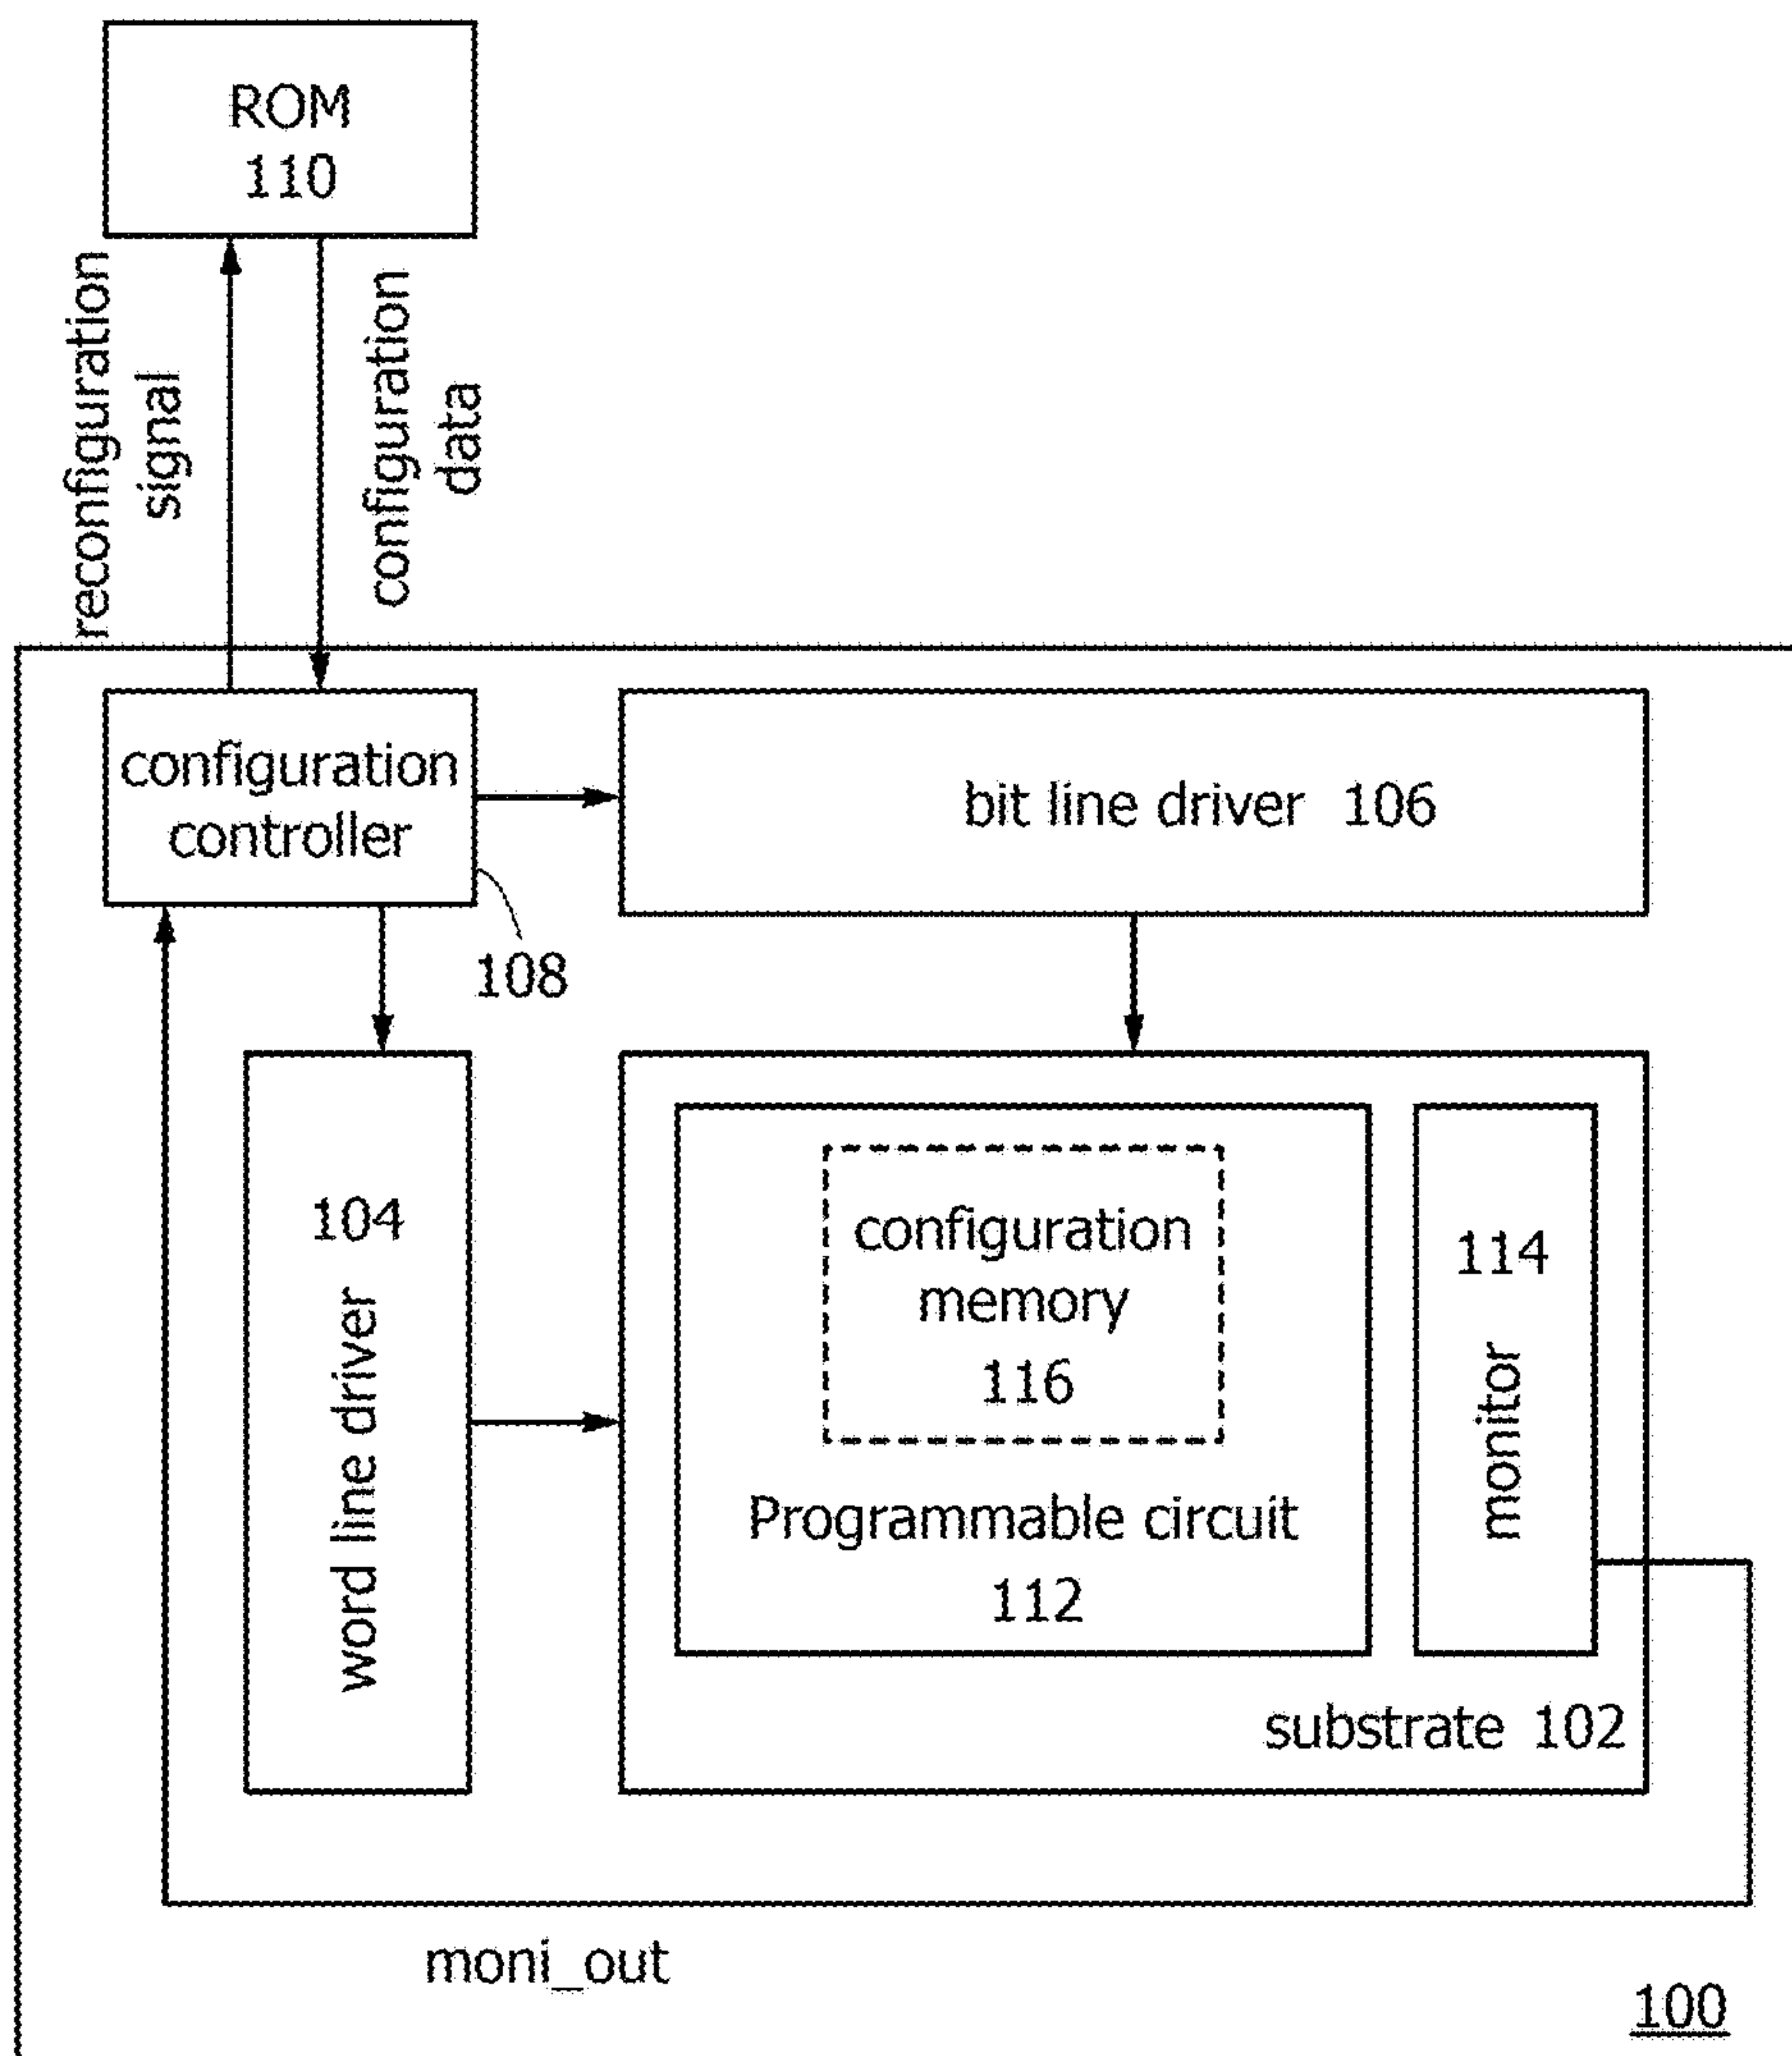 ROM
110
reconfiguration
signal
configuration
data
configuration
controller
108
bit line driver 106
104
word line driver
configuration
memory
116
Programmable circuit
112
114
monitor
substrate 102
moni_out
100